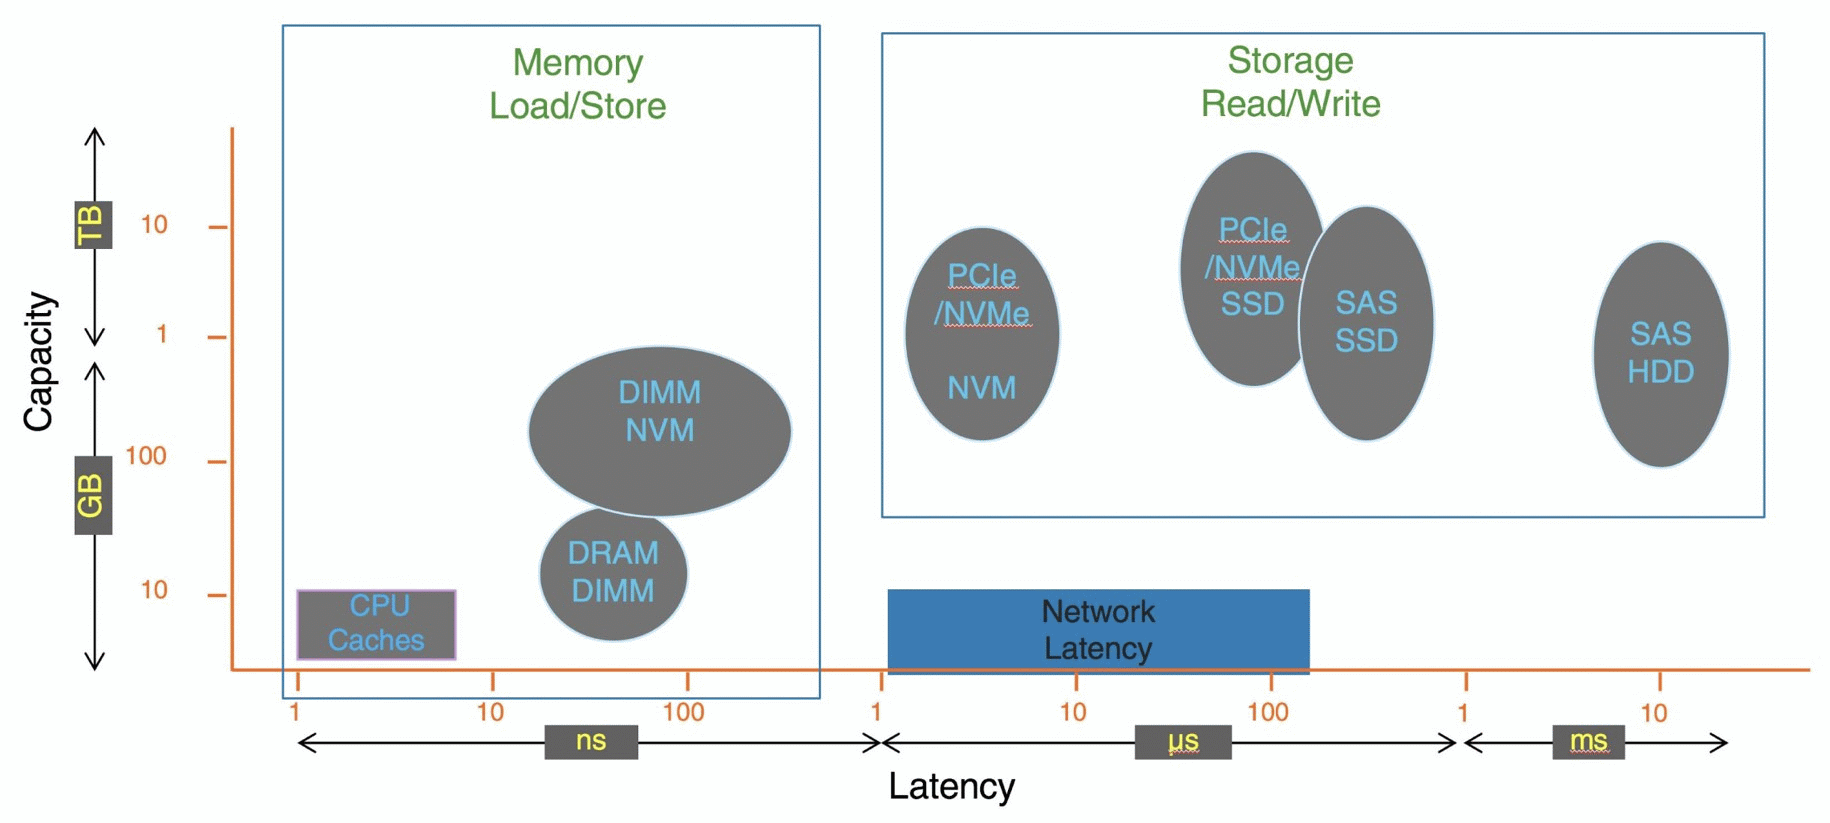 Memory
Load/Store
Storage
Read/Write
Capacity
TB
GB
10
1
100
10
PCIe
/NVMe
NVM
PCIe
/NVMe
SSD
SAS
SSD
SAS
HDD
DIMM
NVM
DRAM
DIMM
CPU
Caches
Network
Latency
1
10
100
1
10
100
1
10
ns
µs
ms
Latency